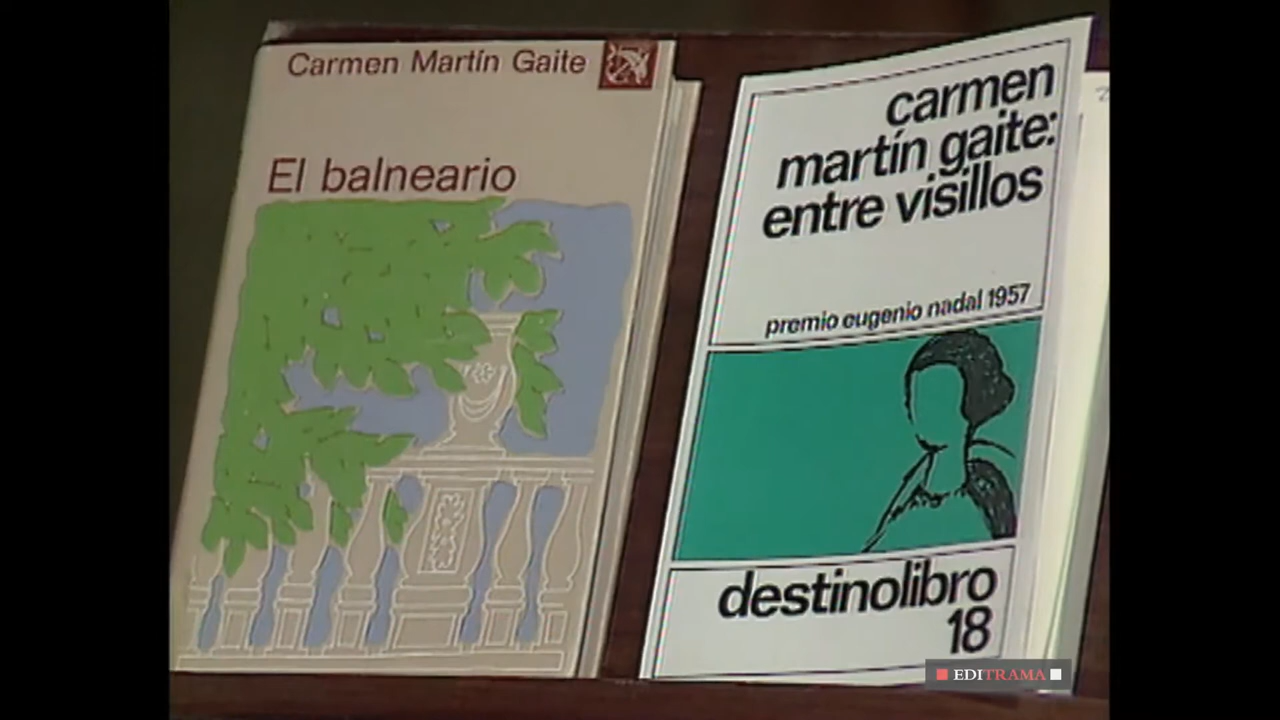 Carmen Martín Gaite
El balneario
carmen
martín gaite:
entre visillos
premio eugenio nadal 1957
destinolibro
18
EDITRAMA